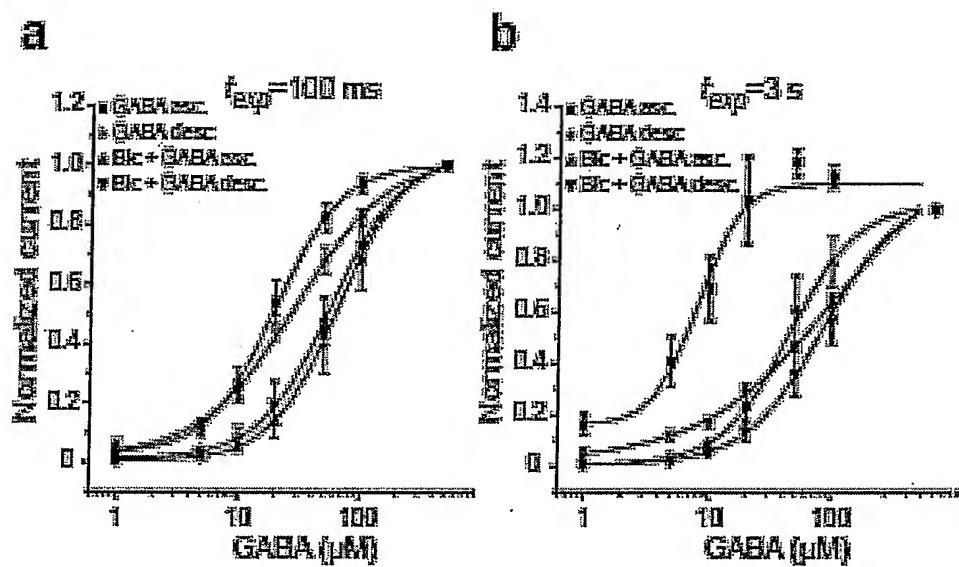 a
t exp =100 ms
GABA asc.
GABA desc.
Bic + GABA asc.
Bic + GABA desc.
Normalized current
1.2
1.0
0.8
0.6
0.4
0.2
0
1
10
100
GABA (µM)
b
t exp =3 s
GABA asc.
GABA desc.
Bic + GABA asc.
Bic + GABA desc.
Normalized current
1.4
1.2
1.0
0.8
0.6
0.4
0.2
0
1
10
100
GABA (µM)